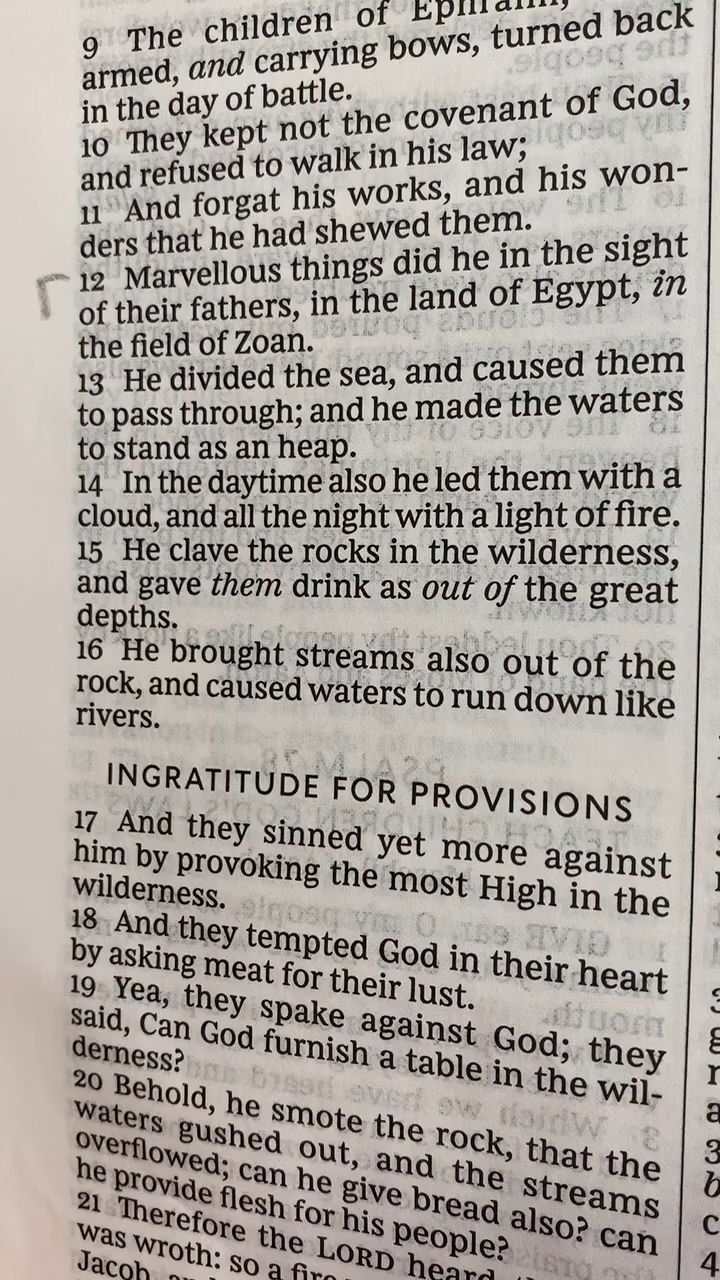 9 The children of
armed, and carrying bows, turned back
in the day of battle.
10 They kept not the covenant of God,
and refused to walk in his law;
11 And forgat his works, and his won-
ders that he had shewed them.
12 Marvellous things did he in the sight
of their fathers, in the land of Egypt, in
the field of Zoan.
13 He divided the sea, and caused them
to pass through; and he made the waters
to stand as an heap.
14 In the daytime also he led them with a
cloud, and all the night with a light of fire.
15 He clave the rocks in the wilderness,
and gave them drink as out of the great
depths.
16 He brought streams also out of the
rock, and caused waters to run down like
rivers.
INGRATITUDE FOR PROVISIONS
17 And they sinned yet more against
him by provoking the most High in the
wilderness.
18 And they tempted God in their heart
by asking meat for their lust.
19 Yea, they spake against God; they
said, Can God furnish a table in the wil-
derness?
20 Behold, he smote the rock, that the
waters gushed out, and the streams
overflowed; can he give bread also? can
he provide flesh for his people?
21 Therefore the LORD heard
was wroth: so a
Jacob